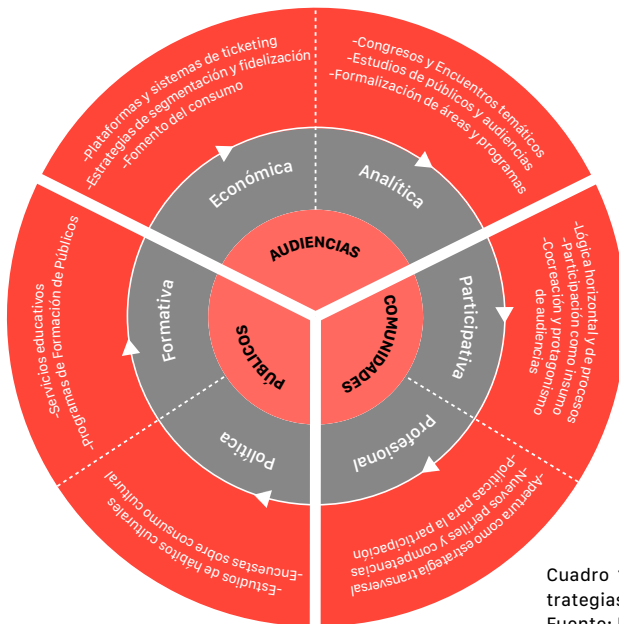 -Plataformas y sistemas de ticketing
-Estrategias de segmentación y fidelización
-Fomento del consumo
-Congresos y Encuentros temáticos
-Estudios de públicos y audiencias
-Formalización de áreas y programas
Económica
Analítica
AUDIENCIAS
-Lógica horizontal y de procesos
-Participación como insumo
-Cocreación y protagonismo
de audiencias
Participativa
COMUNIDADES
Profesional
-Apertura como estrategia transversal
-Nuevos perfiles y competencias
-Políticas para la participación
Política
-Estudios de hábitos culturales
-Encuestas sobre consumo cultural
PÚBLICOS
Formativa
-Servicios educativos
-Programas de Formación de Públicos
Cuadro
trategias
Fuente: